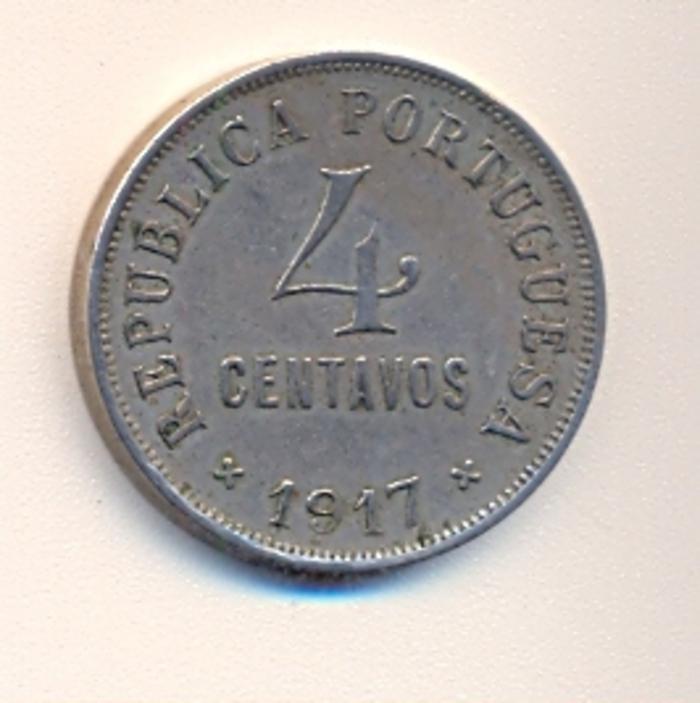 REPUBLICA PORTUGUESA
4
CENTAVOS
1917